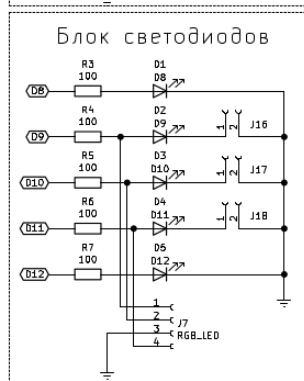 Блок светодиодов
R3 D1
D8 100 D8
R4 D2
D9 100 D9 1 2 J16
R5 D3
D10 100 D10 1 2 J17
R6 D4
D11 100 D11 1 2 J18
R7 D5
D12 100 D12
1
2 J7
3 RGB_LED
4